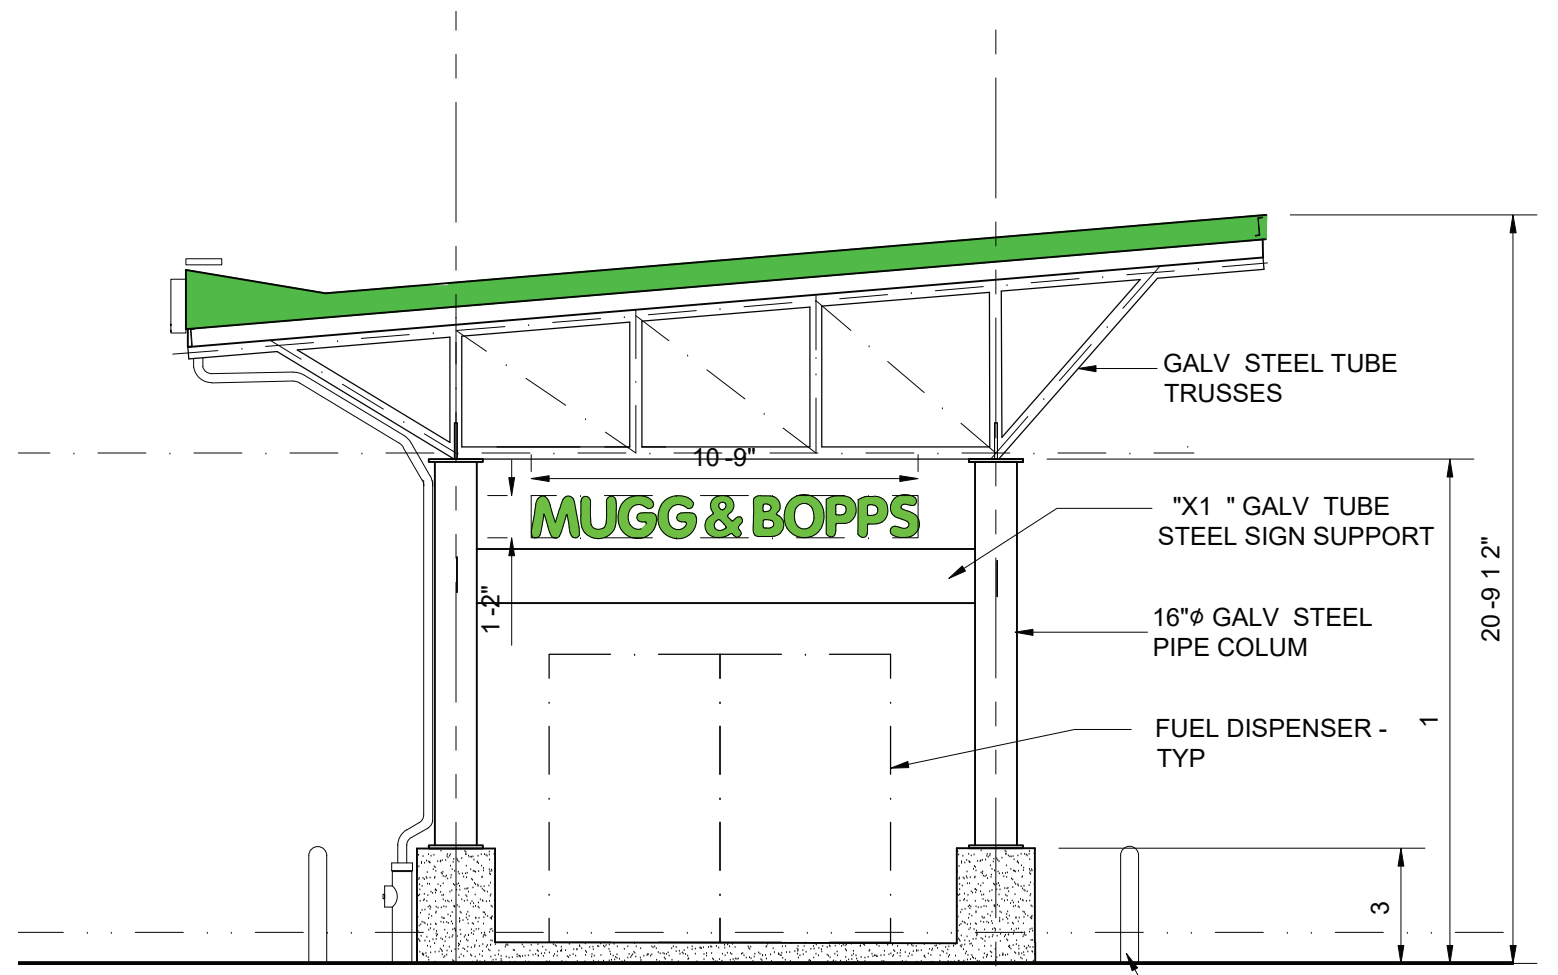 10 -9"
MUGG & BOPPS
1 -2"
GALV STEEL TUBE
TRUSSES
"X1 " GALV TUBE
STEEL SIGN SUPPORT
16"ø GALV STEEL
PIPE COLUM
FUEL DISPENSER -
TYP
20 -9 1 2"
1
3